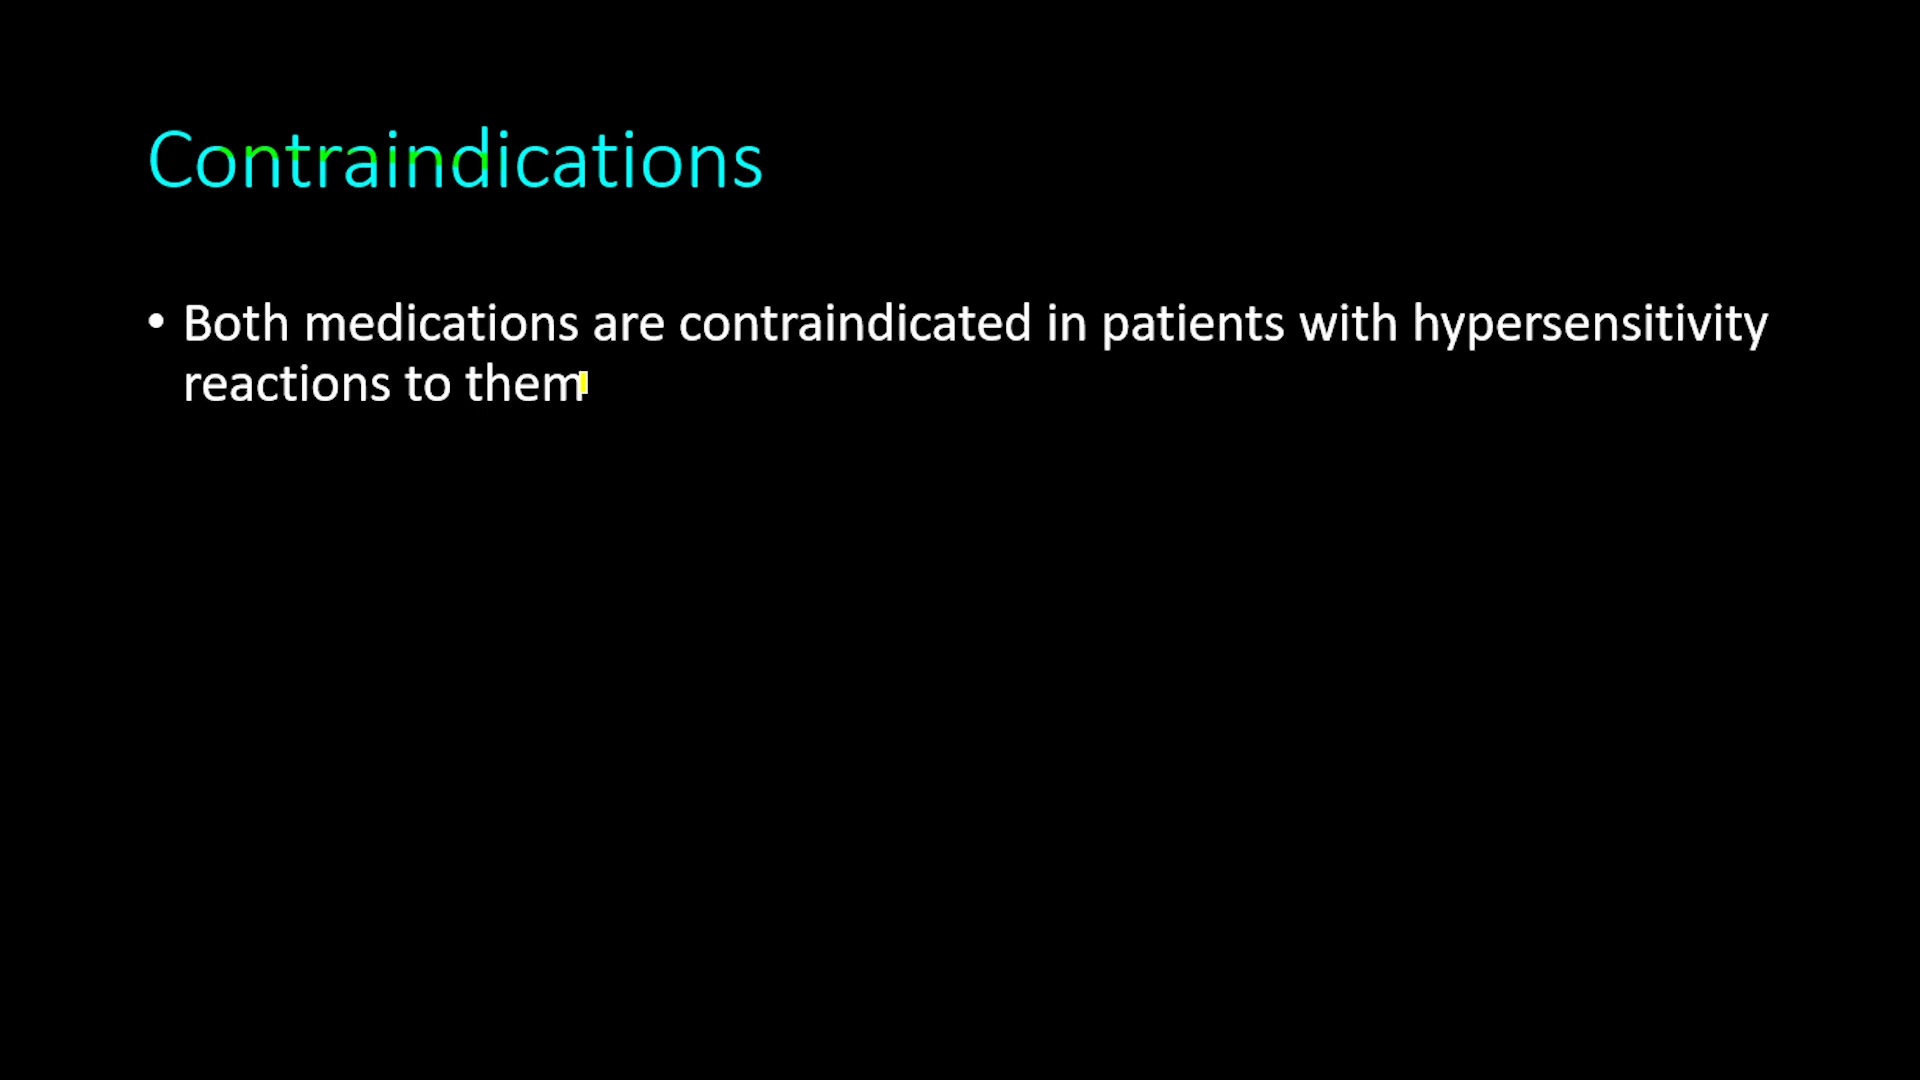 Contraindications
• Both medications are contraindicated in patients with hypersensitivity
reactions to them